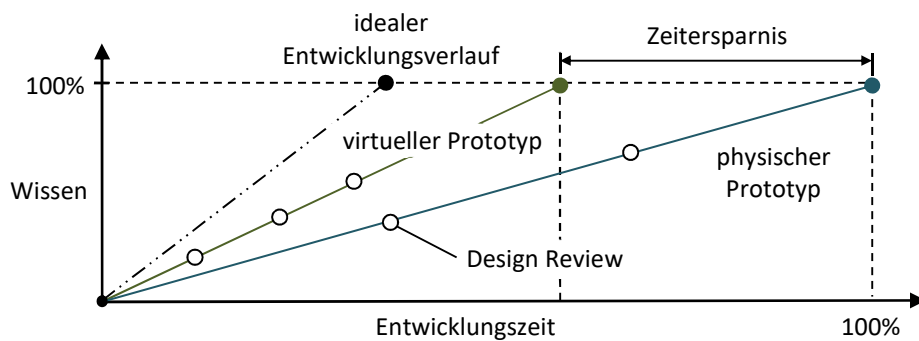 idealer
Entwicklungsverlauf
Zeitersparnis
100%
virtueller Prototyp
physischer
Prototyp
Wissen
Design Review
Entwicklungszeit
100%